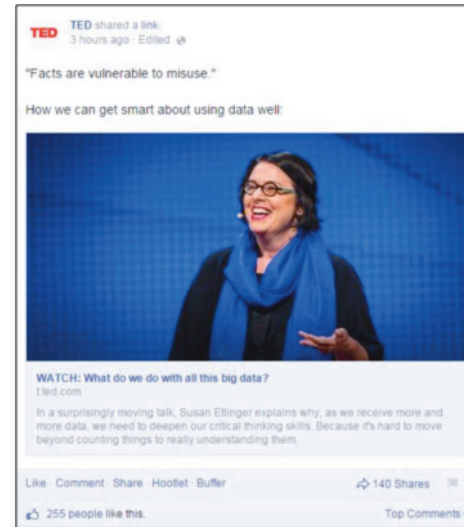 TED
TED shared a link.
3 hours ago · Edited
"Facts are vulnerable to misuse."
How we can get smart about using data well:
WATCH: What do we do with all this big data?
t.ted.com
In a surprisingly moving talk, Susan Etlinger explains why, as we receive more and
more data, we need to deepen our critical thinking skills. Because it's hard to move
beyond counting things to really understanding them.
Like · Comment · Share · Hootlet · Buffer
140 Shares
255 people like this.
Top Comments